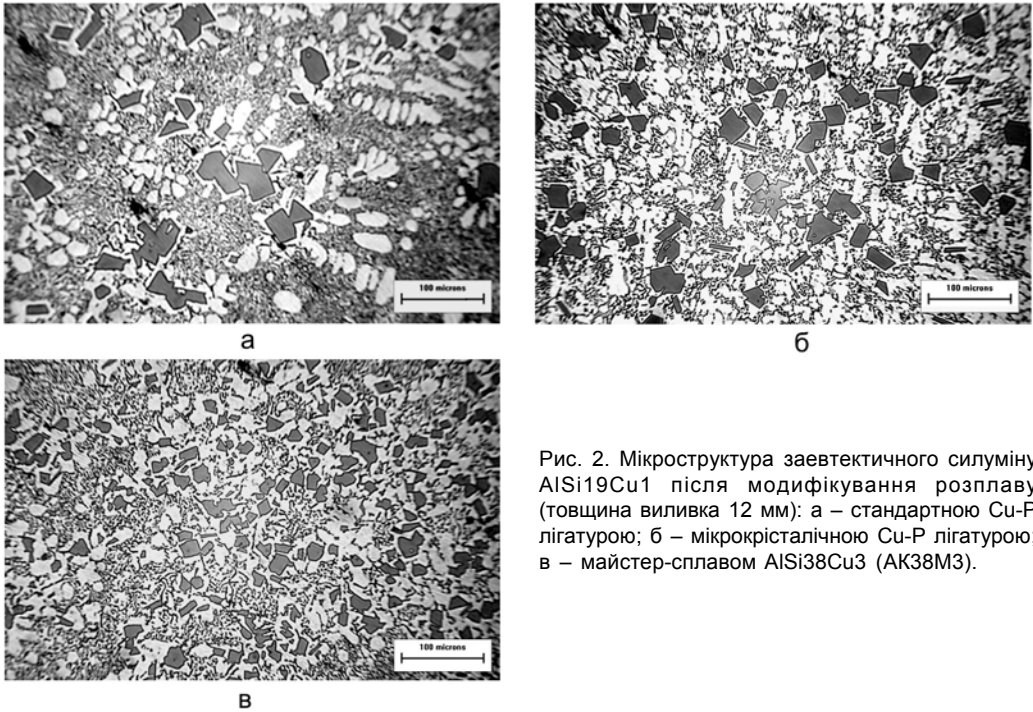 100 microns
100 microns
а
б
100 microns
в
Рис. 2. Мікроструктура заевтектичного силуміну
AlSi19Cu1 після модифікування розплаву
(товщина виливка 12 мм): а – стандартною Cu-P
лігатурою; б – мікрокрісталічною Cu-P лігатурою;
в – майстер-сплавом AlSi38Cu3 (АК38М3).